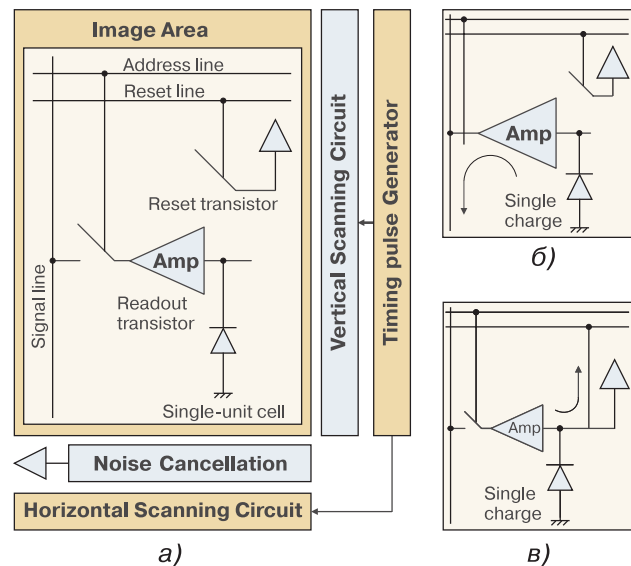 Image Area
Address line
Reset line
Reset transistor
Amp
Readout
transistor
Signal line
Single-unit cell
Vertical Scanning Circuit
Timing pulse Generator
Noise Cancellation
Horizontal Scanning Circuit
а)
Amp
Single
charge
б)
Amp
Single
charge
в)